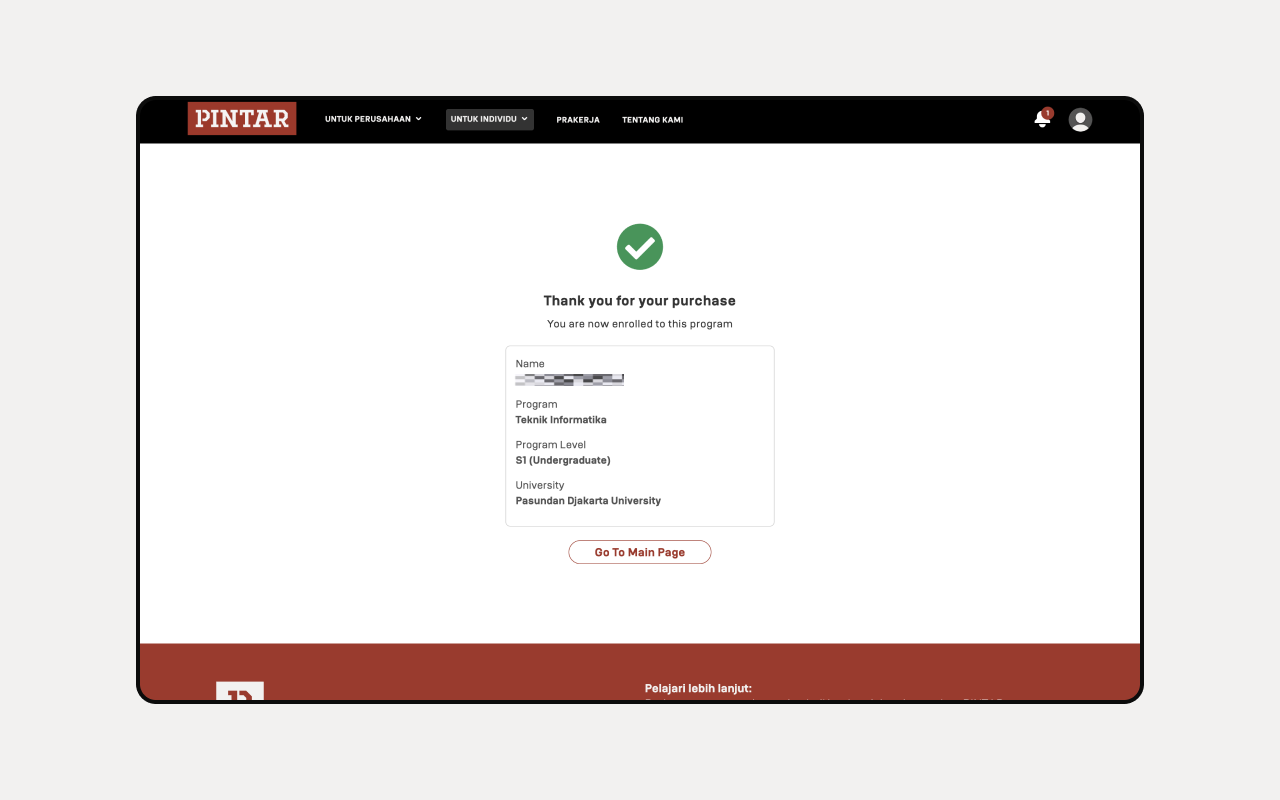 PINTAR
UNTUK PERUSAHAAN
UNTUK INDIVIDU
PRAKERJA
TENTANG KAMI
1
Thank you for your purchase
You are now enrolled to this program
Name
Program
Teknik Informatika
Program Level
S1 (Undergraduate)
University
Pasundan Djakarta University
Go To Main Page
Pelajari lebih lanjut: